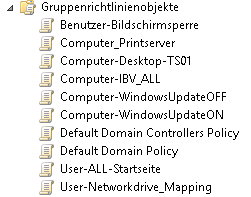 Gruppenrichtlinienobjekte
Benutzer-Bildschirmsperre
Computer_Printserver
Computer-Desktop-TS01
Computer-IBV_ALL
Computer-WindowsUpdateOFF
Computer-WindowsUpdateON
Default Domain Controllers Policy
Default Domain Policy
User-ALL-Startseite
User-Networkdrive_Mapping